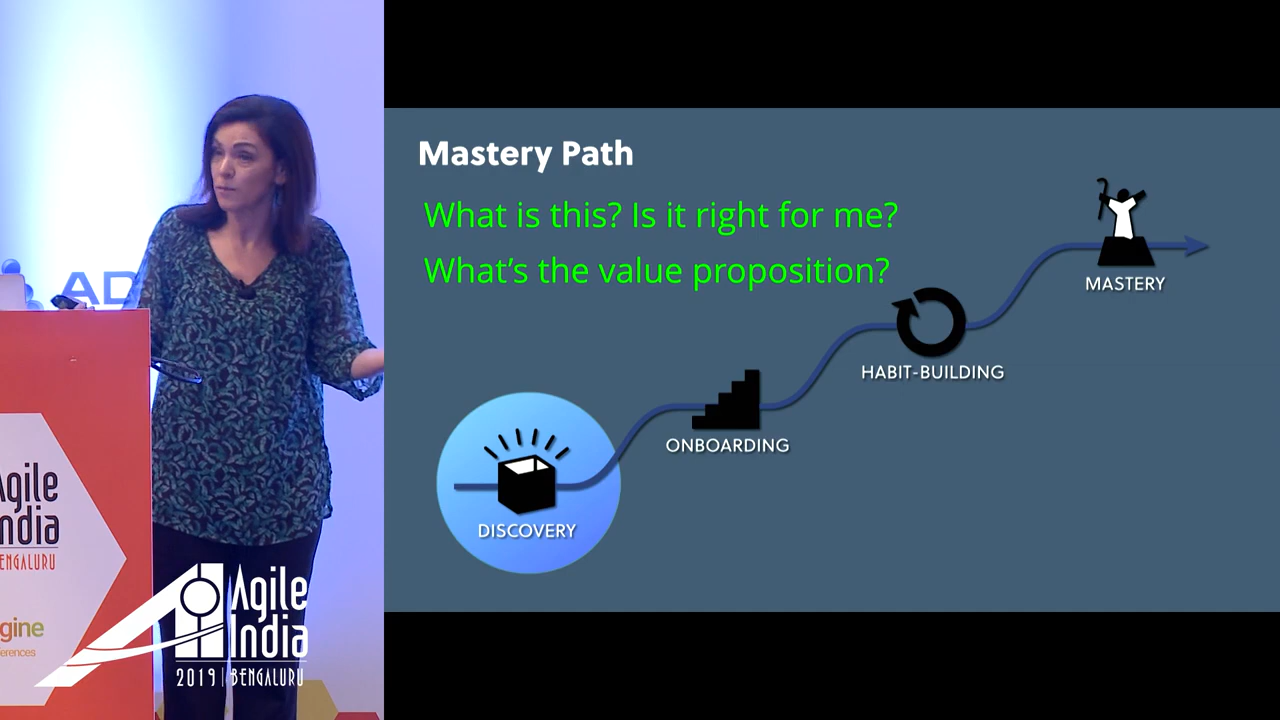 Mastery Path
What is this? Is it right for me?
What's the value proposition?
MASTERY
HABIT-BUILDING
ONBOARDING
DISCOVERY
AD
Agile
India
BENGALURU
gine
ferences
Agile
India
2019 | BENGALURU